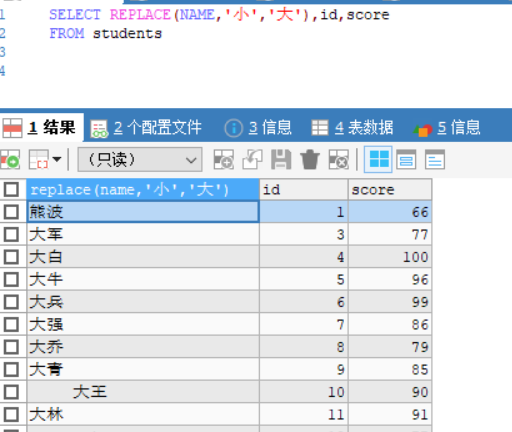 1 SELECT REPLACE(NAME,'小','大'),id,score
2 FROM students
3
4
1 结果 2 个配置文件 3 信息 4 表数据 5 信息
（只读）
replace(name,'小','大') id score
熊波 1 66
大军 3 77
大白 4 100
大牛 5 96
大兵 6 99
大强 7 86
大乔 8 79
大青 9 85
大王 10 90
大林 11 91